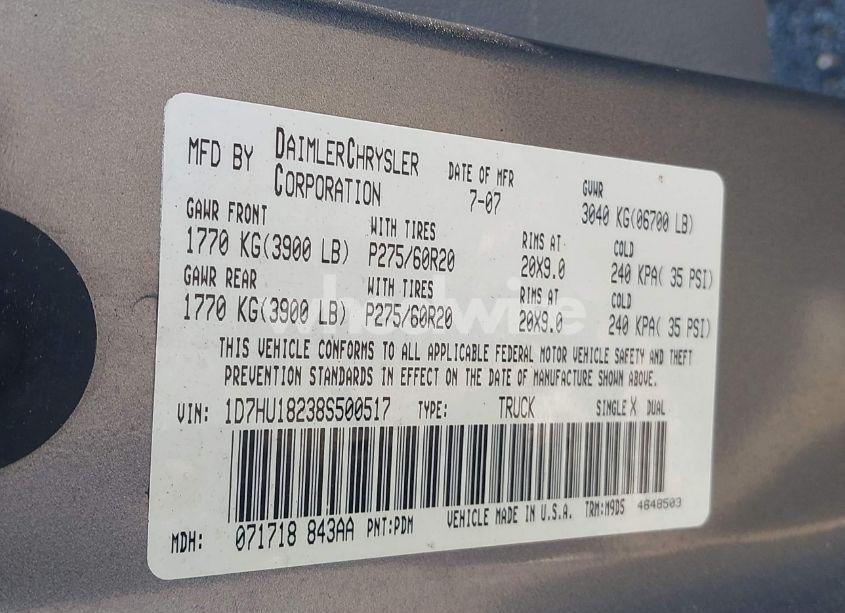 MFD BY DAIMLERCHRYSLER CORPORATION
DATE OF MFR 7-07
GVWR 3040 KG(06700 LB)
GAWR FRONT WITH TIRES RIMS AT COLD
1770 KG(3900 LB) P275/60R20 20X9.0 240 KPA( 35 PSI)
GAWR REAR WITH TIRES RIMS AT COLD
1770 KG(3900 LB) P275/60R20 20X9.0 240 KPA( 35 PSI)
THIS VEHICLE CONFORMS TO ALL APPLICABLE FEDERAL MOTOR VEHICLE SAFETY AND THEFT
PREVENTION STANDARDS IN EFFECT ON THE DATE OF MANUFACTURE SHOWN ABOVE.
VIN: 1D7HU18238S500517 TYPE: TRUCK SINGLE X DUAL
MDH: 071718 843AA PNT:PDM VEHICLE MADE IN U.S.A. TRM:M9D5 4648503